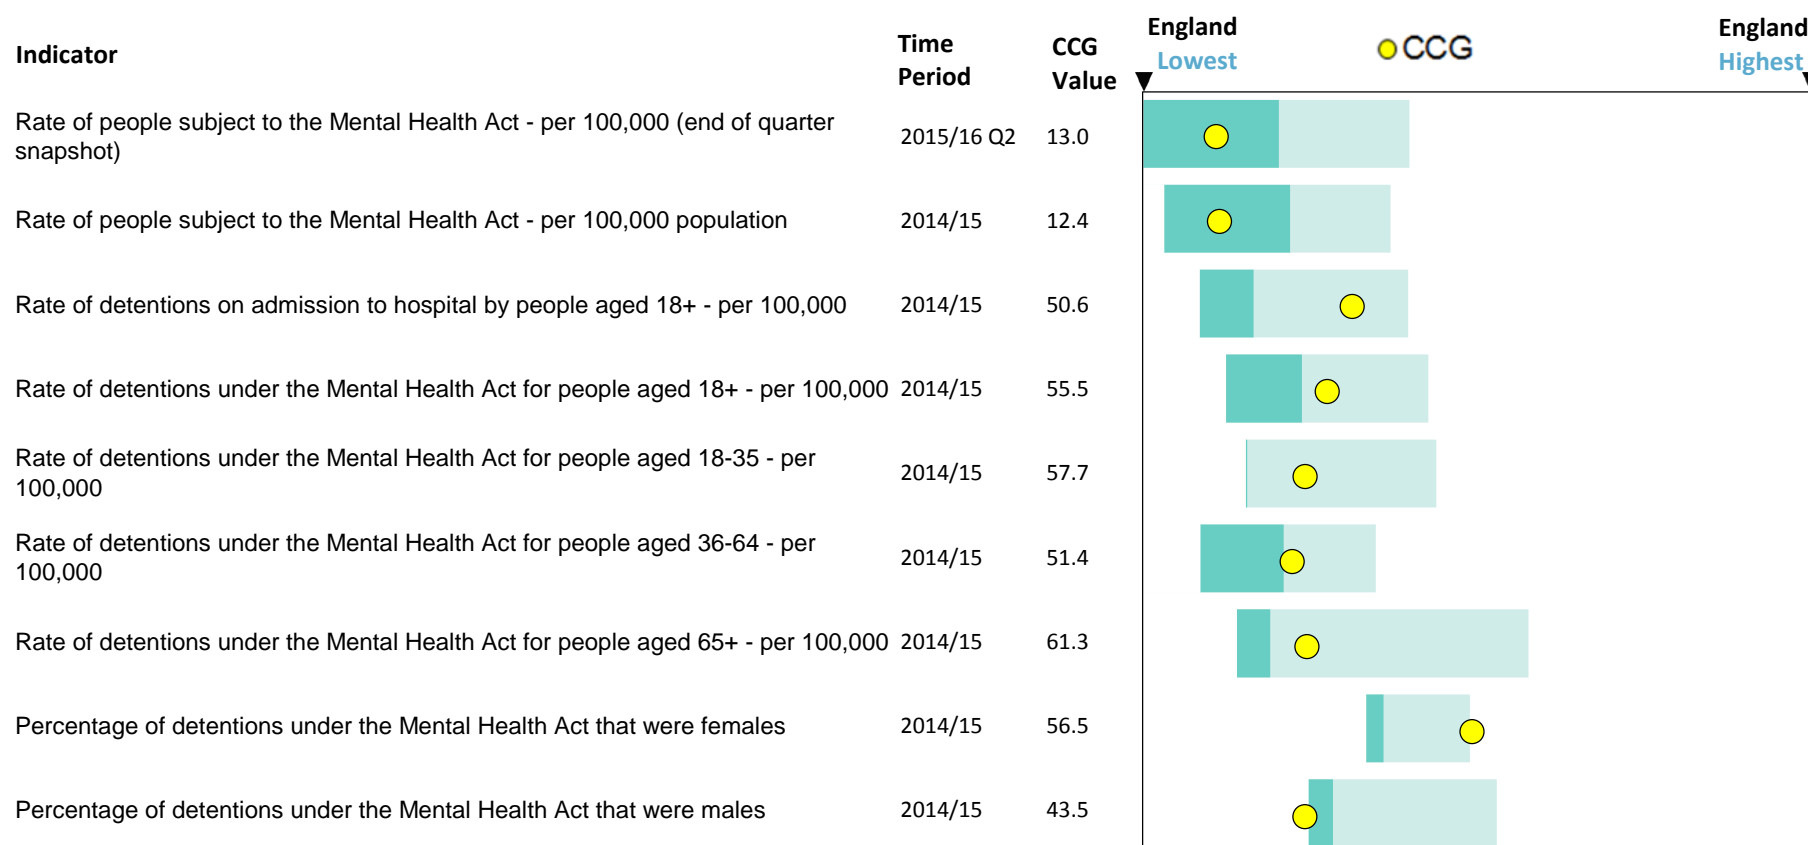 Indicator
Time
Period
CCG
Value
England
Lowest
CCG
England
Highest
Rate of people subject to the Mental Health Act - per 100,000 (end of quarter
snapshot)
2015/16 Q2
13.0
Rate of people subject to the Mental Health Act - per 100,000 population
2014/15
12.4
Rate of detentions on admission to hospital by people aged 18+ - per 100,000
2014/15
50.6
Rate of detentions under the Mental Health Act for people aged 18+ - per 100,000
2014/15
55.5
Rate of detentions under the Mental Health Act for people aged 18-35 - per
100,000
2014/15
57.7
Rate of detentions under the Mental Health Act for people aged 36-64 - per
100,000
2014/15
51.4
Rate of detentions under the Mental Health Act for people aged 65+ - per 100,000
2014/15
61.3
Percentage of detentions under the Mental Health Act that were females
2014/15
56.5
Percentage of detentions under the Mental Health Act that were males
2014/15
43.5